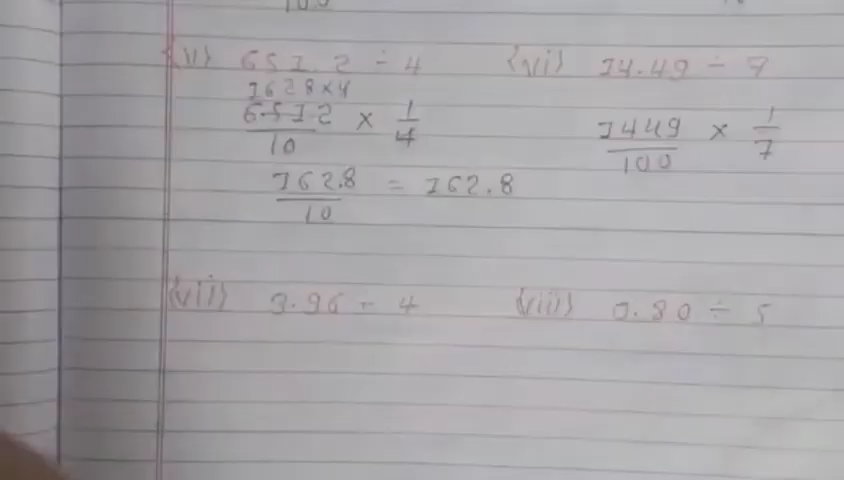 (v) 651.2 ÷ 4
1628×4
6512/10 × 1/4
1628/10 = 162.8
(vi) 14.49 ÷ 7
1449/100 × 1/7
(vii) 3.96 ÷ 4
(viii) 0.80 ÷ 5